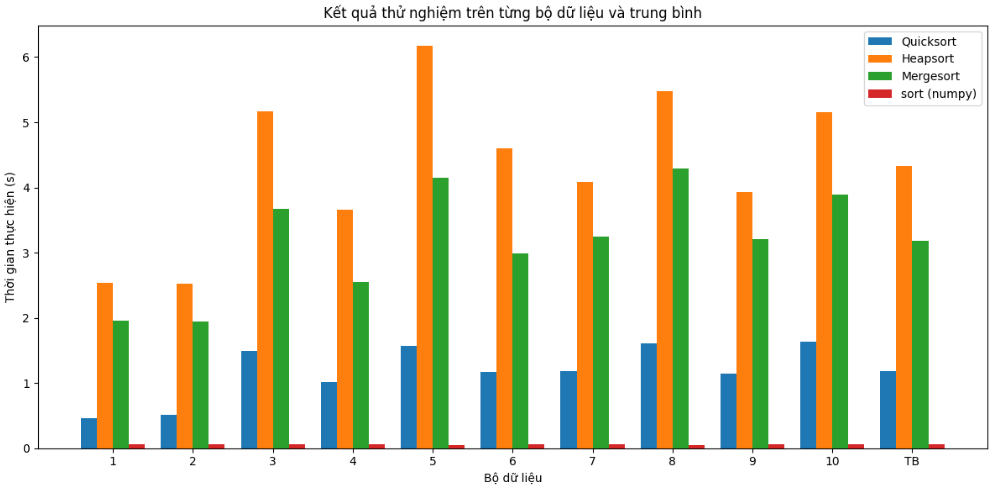 Kết quả thử nghiệm trên từng bộ dữ liệu và trung bình
Quicksort
Heapsort
Mergesort
sort (numpy)
Thời gian thực hiện (s)
6
5
4
3
2
1
0
1 2 3 4 5 6 7 8 9 10 TB
Bộ dữ liệu